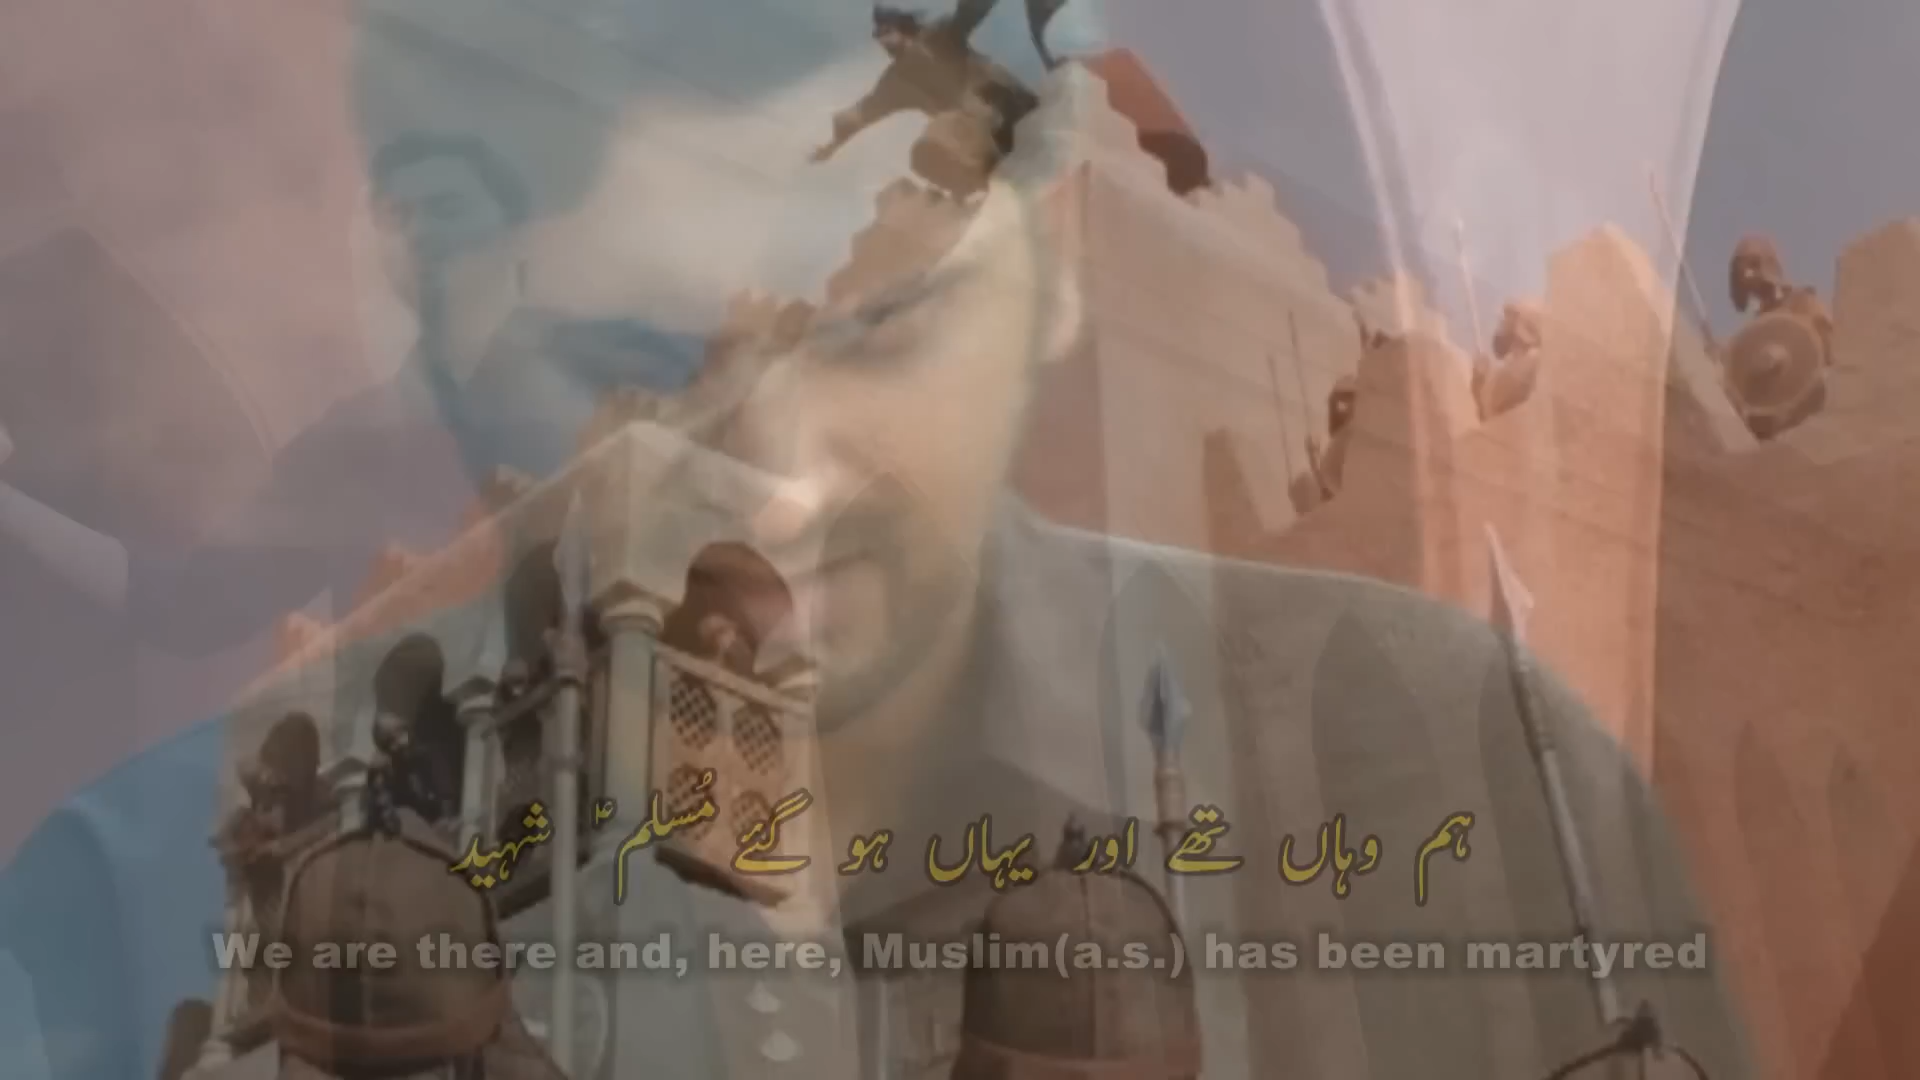 ہم وہاں تھے اور یہاں ہو گئے مُسلمؑ شہید
We are there and, here, Muslim(a.s.) has been martyred